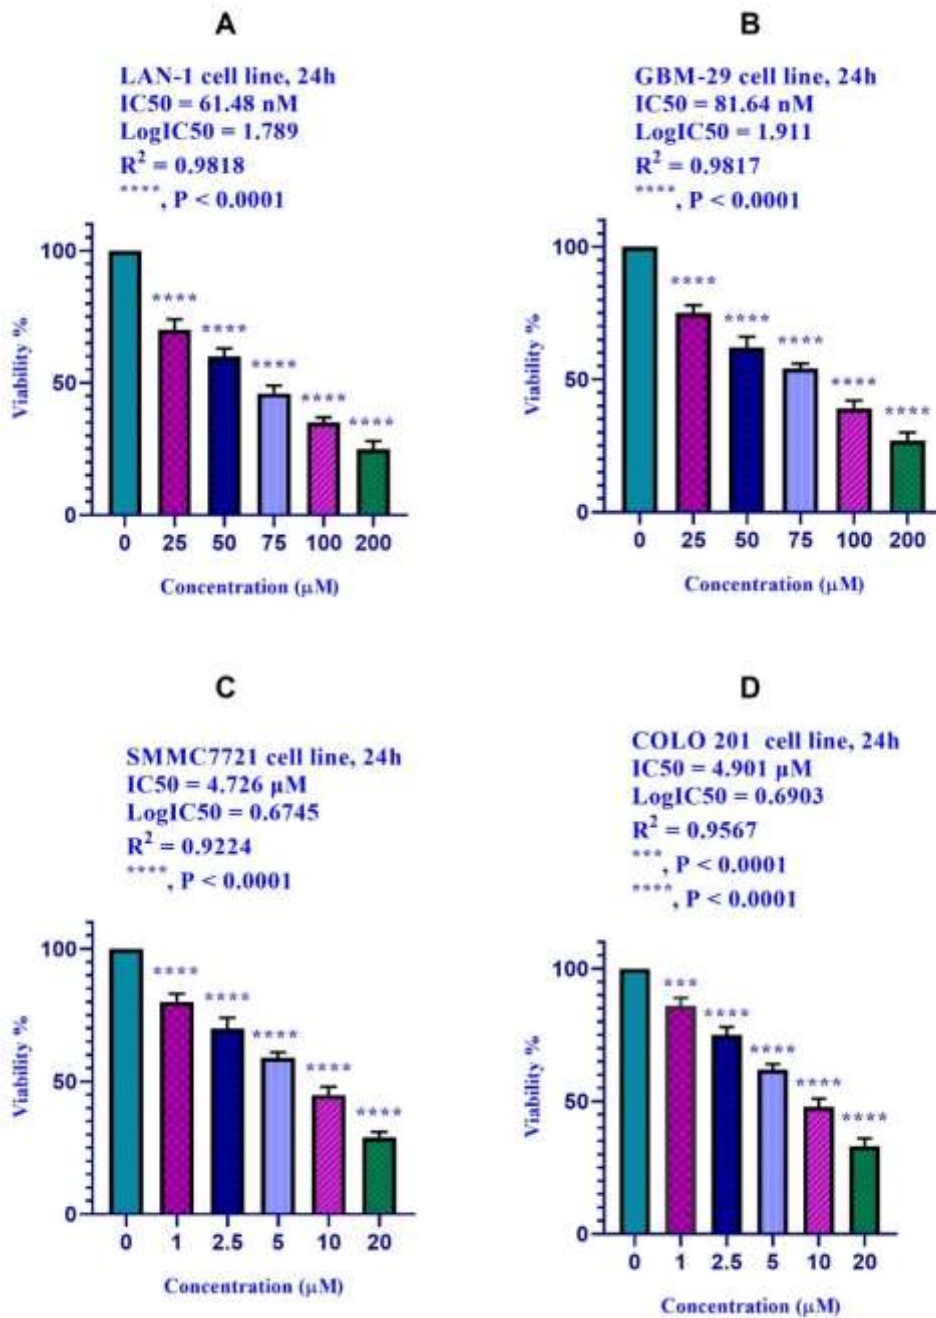 A
LAN-1 cell line, 24h
IC50 = 61.48 nM
LogIC50 = 1.789
R² = 0.9818
****, P < 0.0001
Viability %
100
50
0
**** **** **** **** ****
0 25 50 75 100 200
Concentration (µM)
B
GBM-29 cell line, 24h
IC50 = 81.64 nM
LogIC50 = 1.911
R² = 0.9817
****, P < 0.0001
Viability %
100
50
0
**** **** **** **** ****
0 25 50 75 100 200
Concentration (µM)
C
SMMC7721 cell line, 24h
IC50 = 4.726 µM
LogIC50 = 0.6745
R² = 0.9224
****, P < 0.0001
Viability %
100
50
0
**** **** **** **** ****
0 1 2.5 5 10 20
Concentration (µM)
D
COLO 201 cell line, 24h
IC50 = 4.901 µM
LogIC50 = 0.6903
R² = 0.9567
***, P < 0.0001
****, P < 0.0001
Viability %
100
50
0
*** **** **** **** ****
0 1 2.5 5 10 20
Concentration (µM)